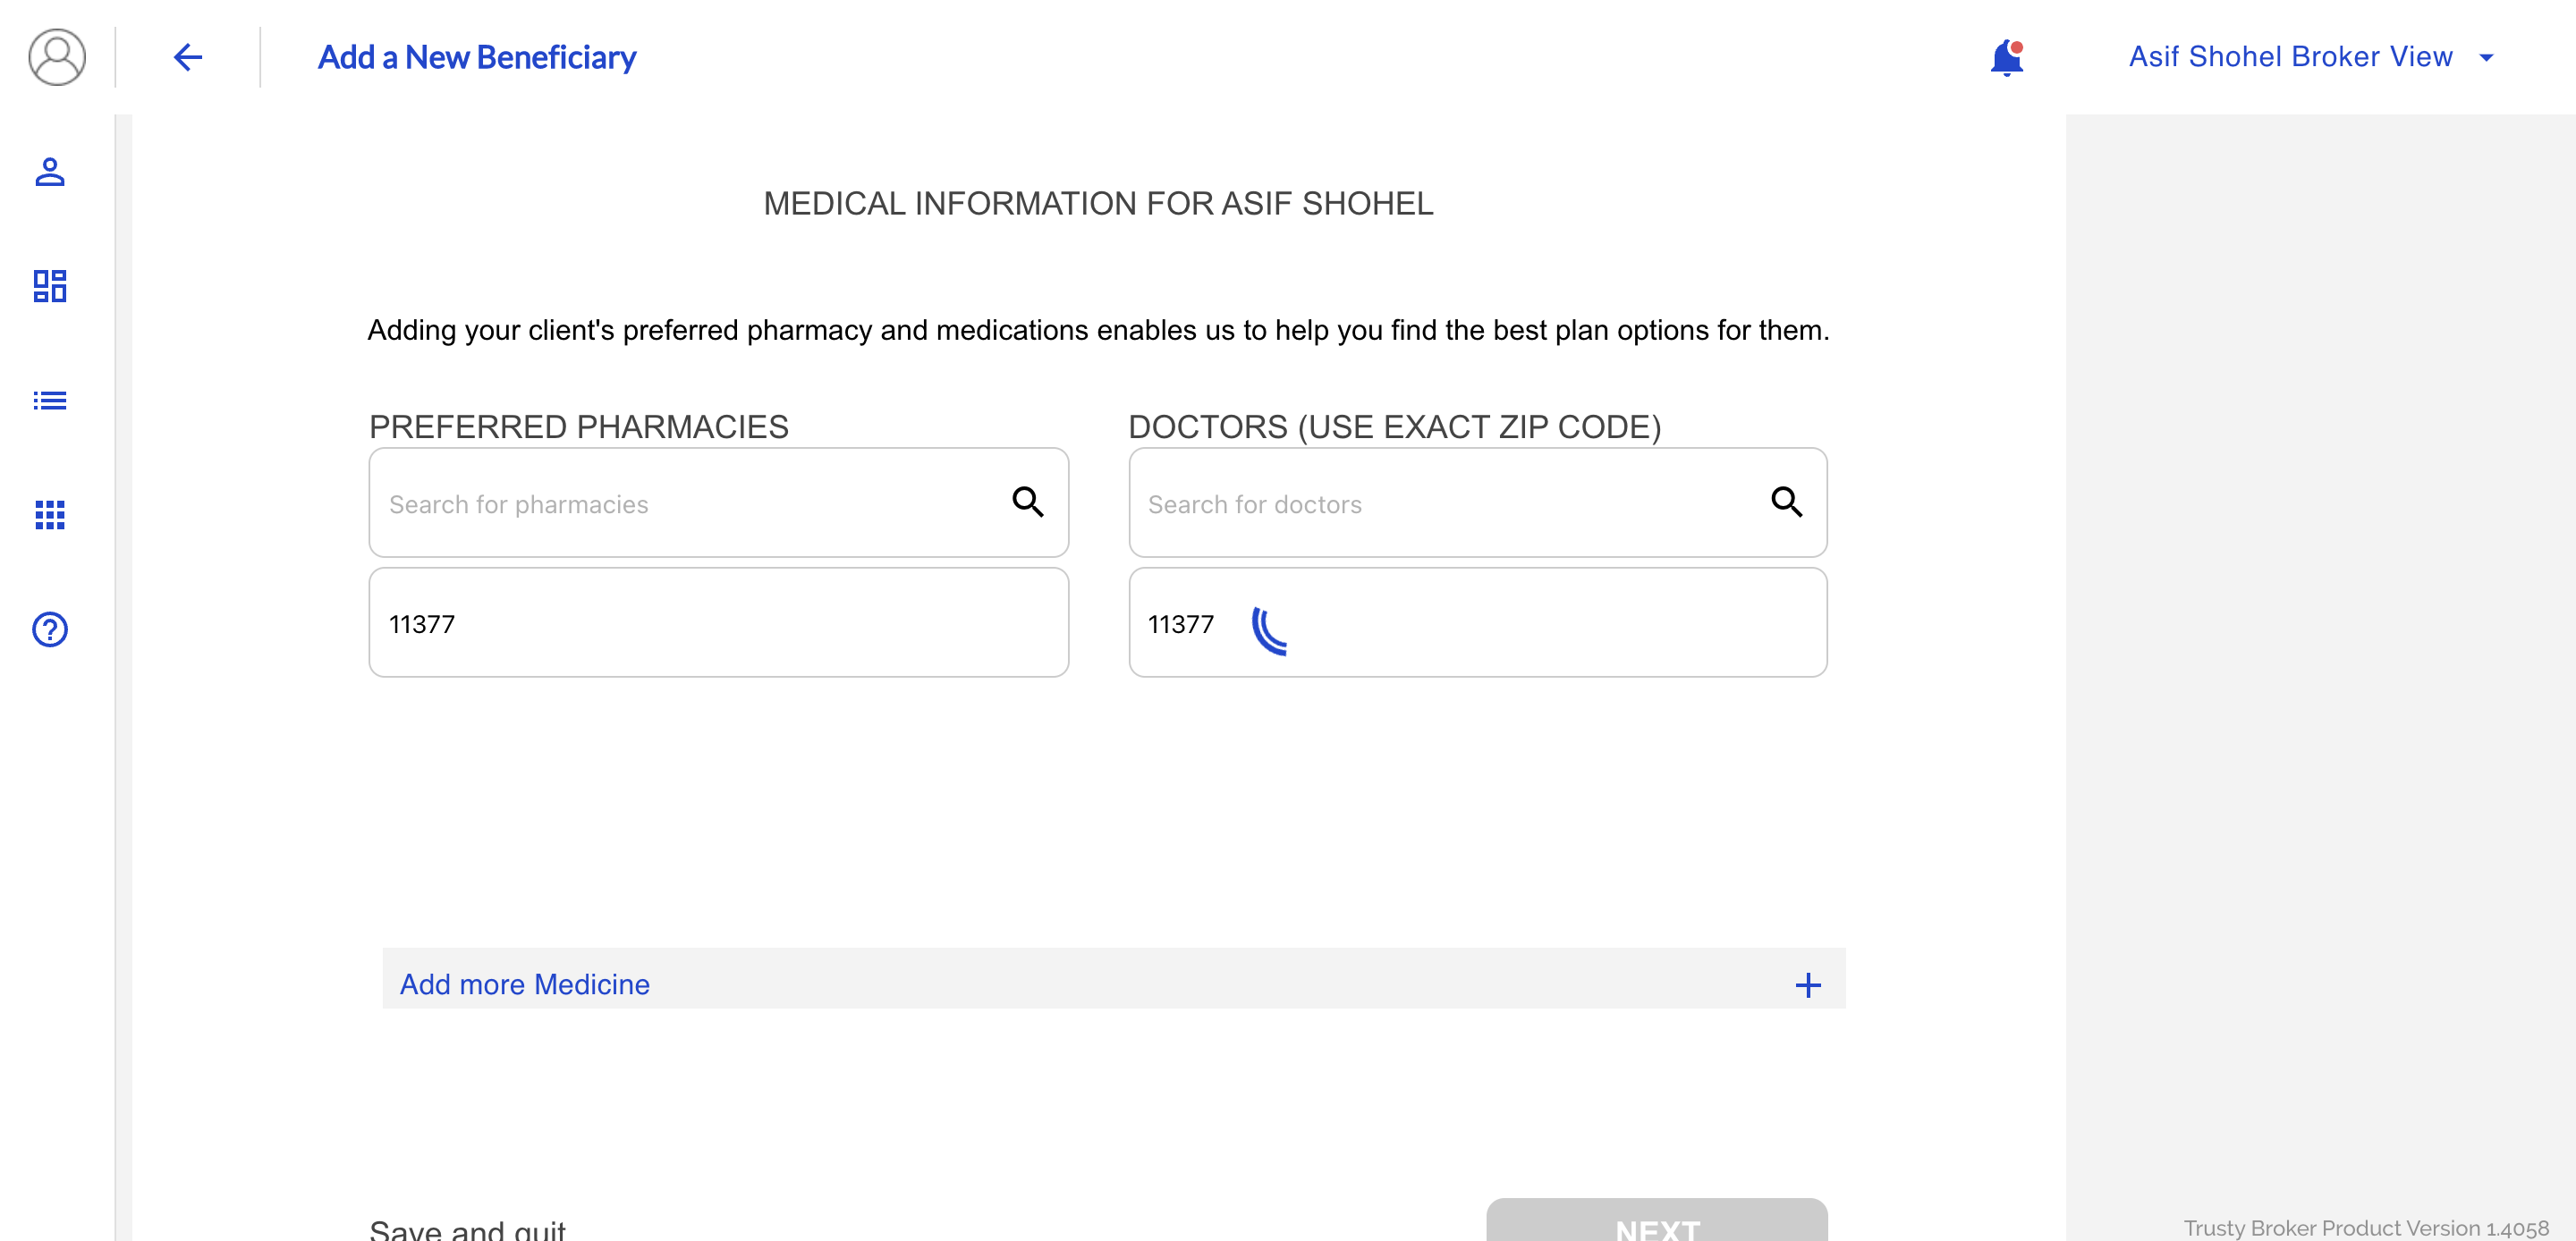 Add a New Beneficiary
Asif Shohel Broker View
MEDICAL INFORMATION FOR ASIF SHOHEL
Adding your client's preferred pharmacy and medications enables us to help you find the best plan options for them.
PREFERRED PHARMACIES
DOCTORS (USE EXACT ZIP CODE)
Search for pharmacies
Search for doctors
11377
11377
Add more Medicine
Save and quit
NEXT
Trusty Broker Product Version 1.4058